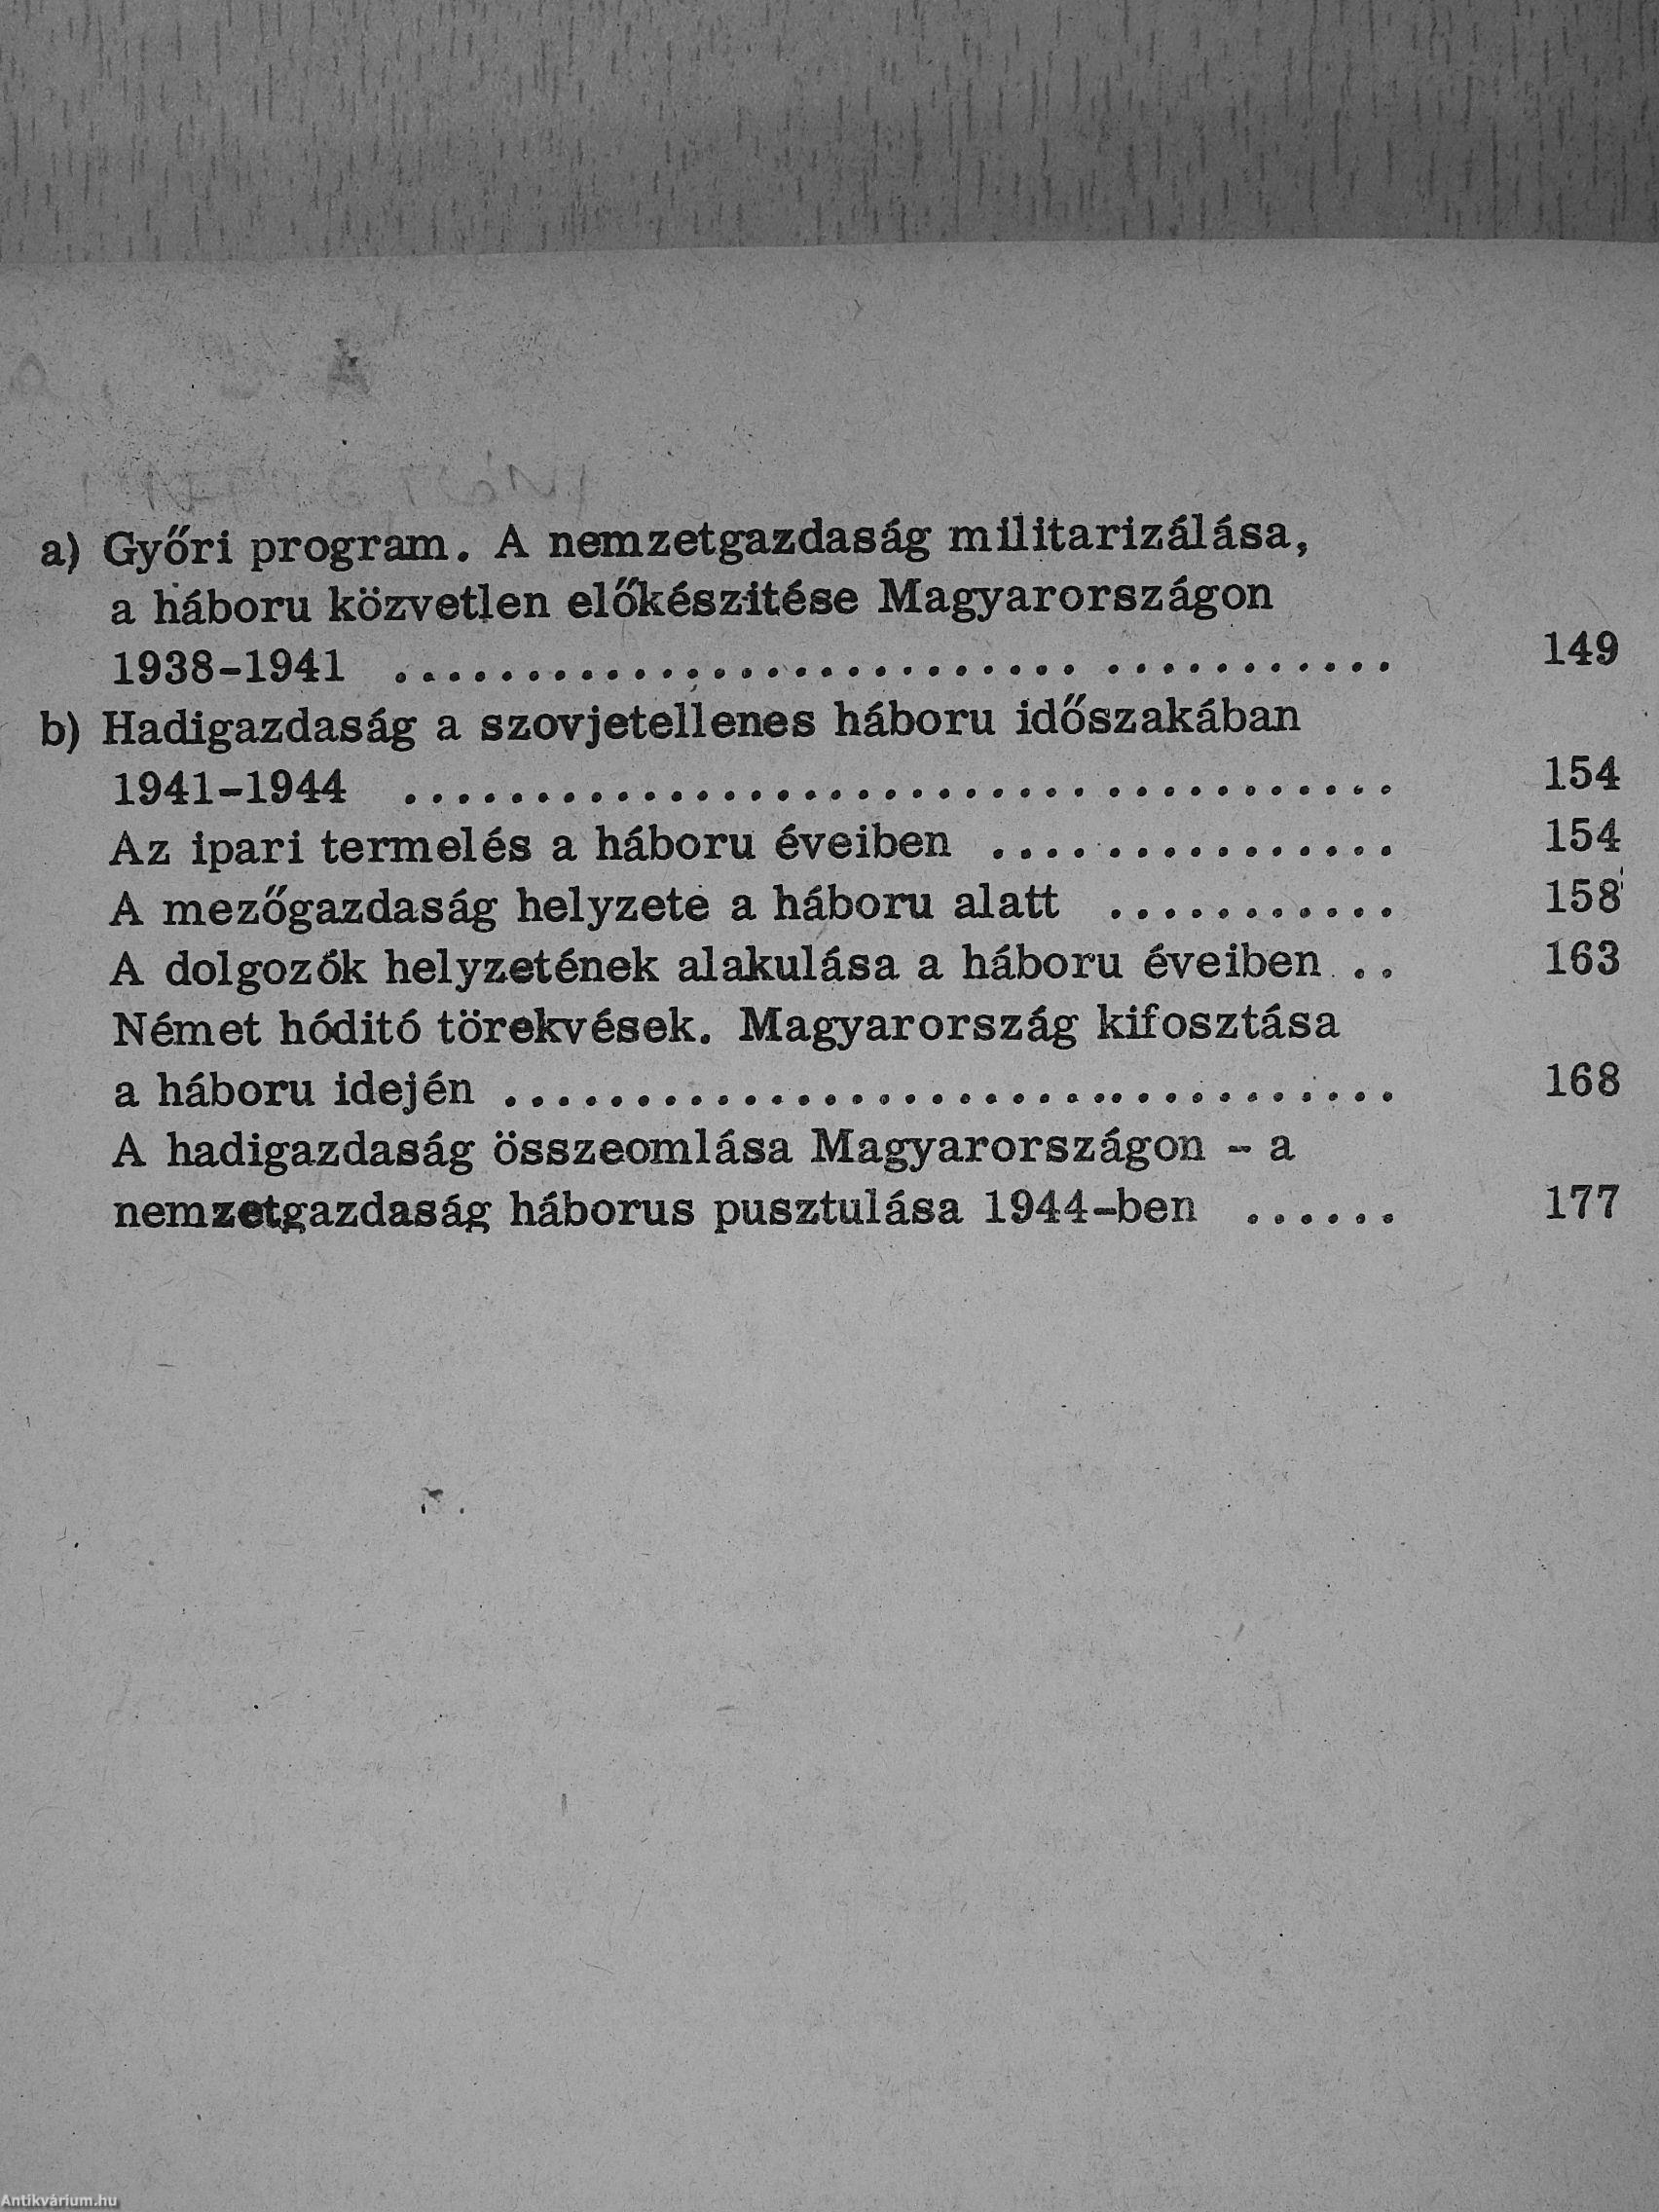 a) Győri program. A nemzetgazdaság militarizálása,
a háboru közvetlen előkészitése Magyarországon
1938-1941 ..................................... 149
b) Hadigazdaság a szovjetellenes háboru időszakában
1941-1944 ..................................... 154
Az ipari termelés a háboru éveiben ................ 154
A mezőgazdaság helyzete a háboru alatt ........... 158
A dolgozók helyzetének alakulása a háboru éveiben .. 163
Német hóditó törekvések. Magyarország kifosztása
a háboru idején .................................. 168
A hadigazdaság összeomlása Magyarországon - a
nemzetgazdaság háborus pusztulása 1944-ben ...... 177
Antikvárium.hu